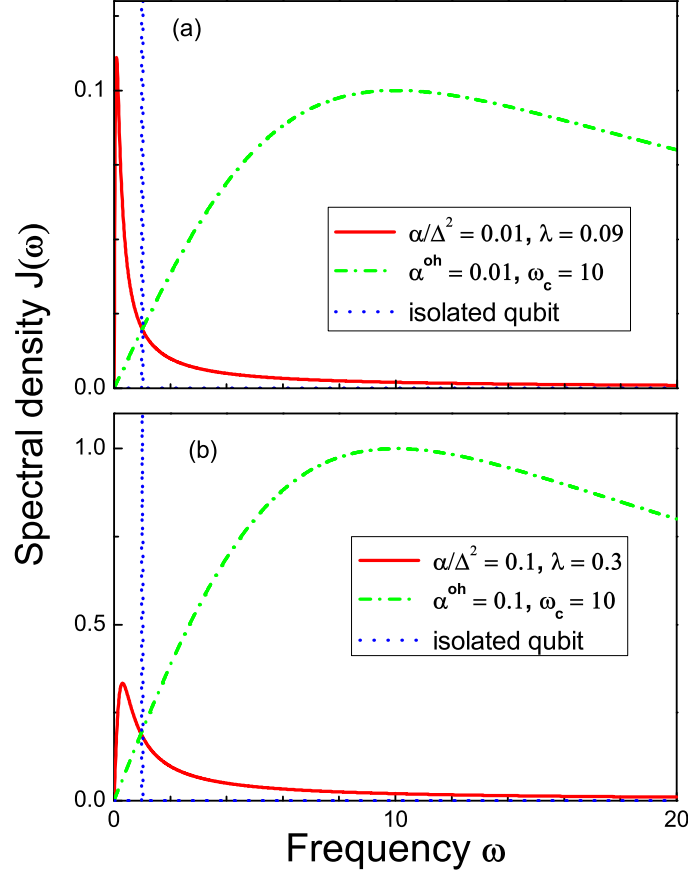 (a)
0.1
α/Δ² = 0.01, λ = 0.09
αᵒʰ = 0.01, ω_c = 10
isolated qubit
0.0
Spectral density J(ω)
(b)
1.0
α/Δ² = 0.1, λ = 0.3
αᵒʰ = 0.1, ω_c = 10
isolated qubit
0.5
0.0
0 10 20
Frequency ω